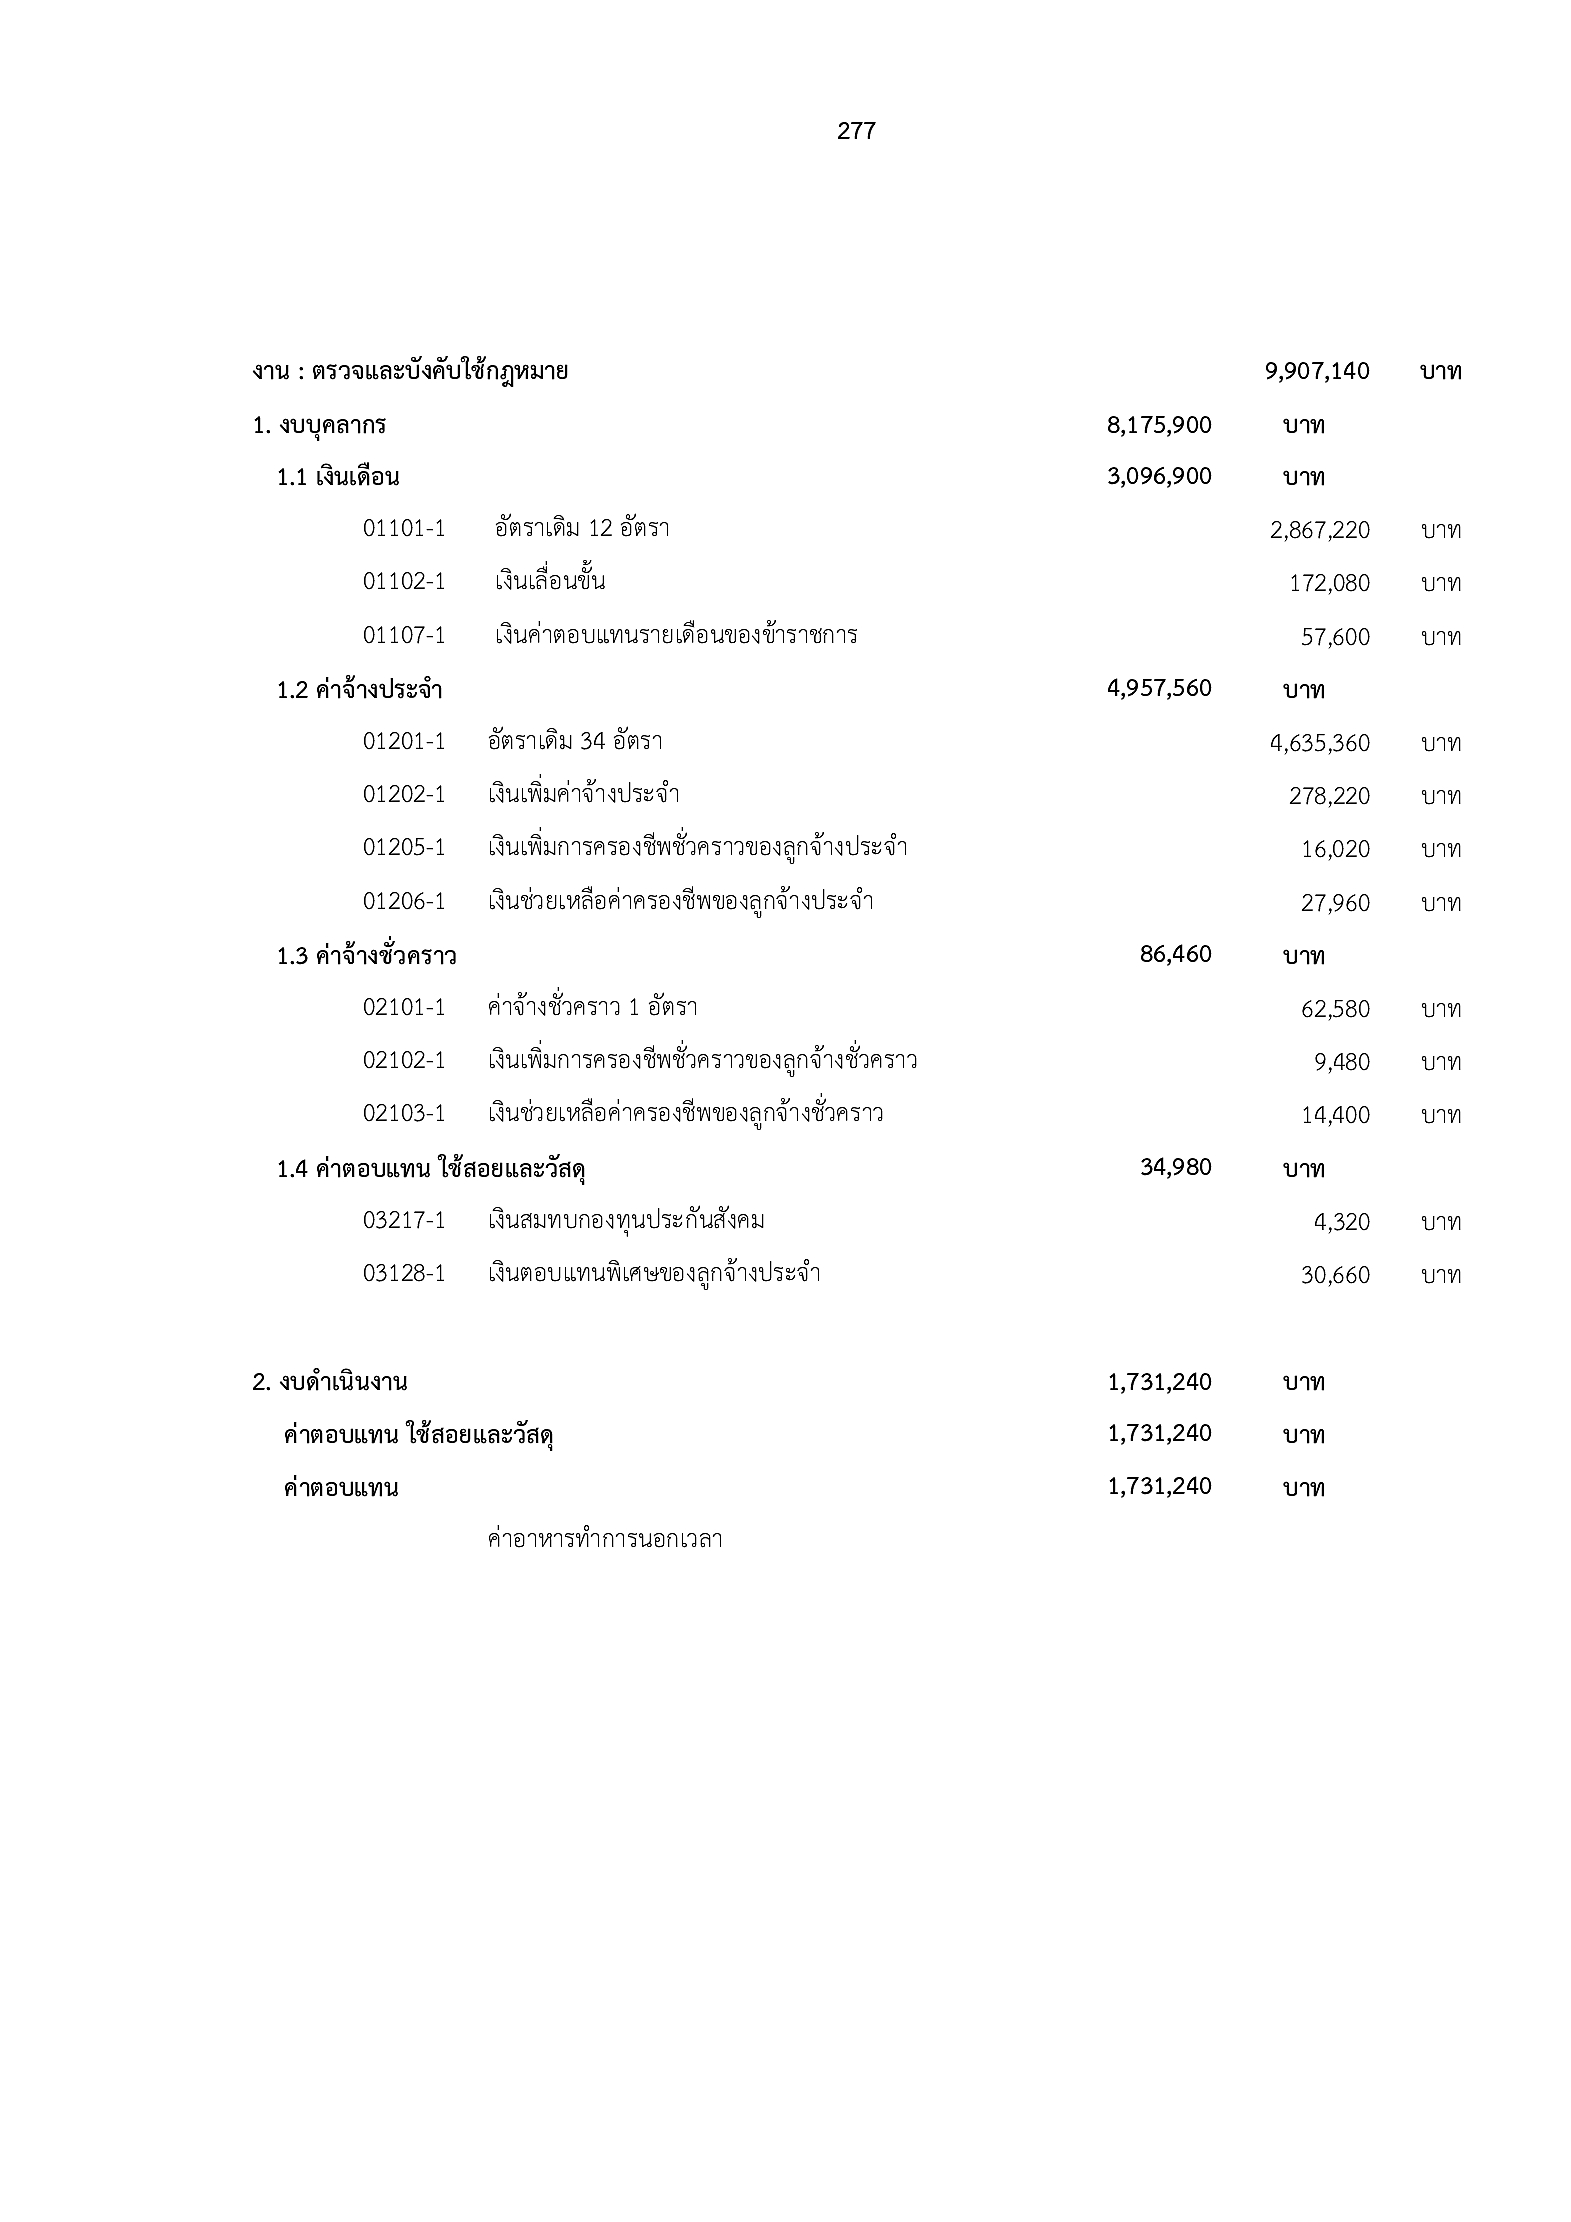 277
งาน : ตรวจและบังคับใช้กฎหมาย 9,907,140 บาท
1. งบบุคลากร 8,175,900 บาท
1.1 เงินเดือน 3,096,900 บาท
01101-1 อัตราเดิม 12 อัตรา 2,867,220 บาท
01102-1 เงินเลื่อนขั้น 172,080 บาท
01107-1 เงินค่าตอบแทนรายเดือนของข้าราชการ 57,600 บาท
1.2 ค่าจ้างประจำ 4,957,560 บาท
01201-1 อัตราเดิม 34 อัตรา 4,635,360 บาท
01202-1 เงินเพิ่มค่าจ้างประจำ 278,220 บาท
01205-1 เงินเพิ่มการครองชีพชั่วคราวของลูกจ้างประจำ 16,020 บาท
01206-1 เงินช่วยเหลือค่าครองชีพของลูกจ้างประจำ 27,960 บาท
1.3 ค่าจ้างชั่วคราว 86,460 บาท
02101-1 ค่าจ้างชั่วคราว 1 อัตรา 62,580 บาท
02102-1 เงินเพิ่มการครองชีพชั่วคราวของลูกจ้างชั่วคราว 9,480 บาท
02103-1 เงินช่วยเหลือค่าครองชีพของลูกจ้างชั่วคราว 14,400 บาท
1.4 ค่าตอบแทน ใช้สอยและวัสดุ 34,980 บาท
03217-1 เงินสมทบกองทุนประกันสังคม 4,320 บาท
03128-1 เงินตอบแทนพิเศษของลูกจ้างประจำ 30,660 บาท
2. งบดำเนินงาน 1,731,240 บาท
ค่าตอบแทน ใช้สอยและวัสดุ 1,731,240 บาท
ค่าตอบแทน 1,731,240 บาท
ค่าอาหารทำการนอกเวลา